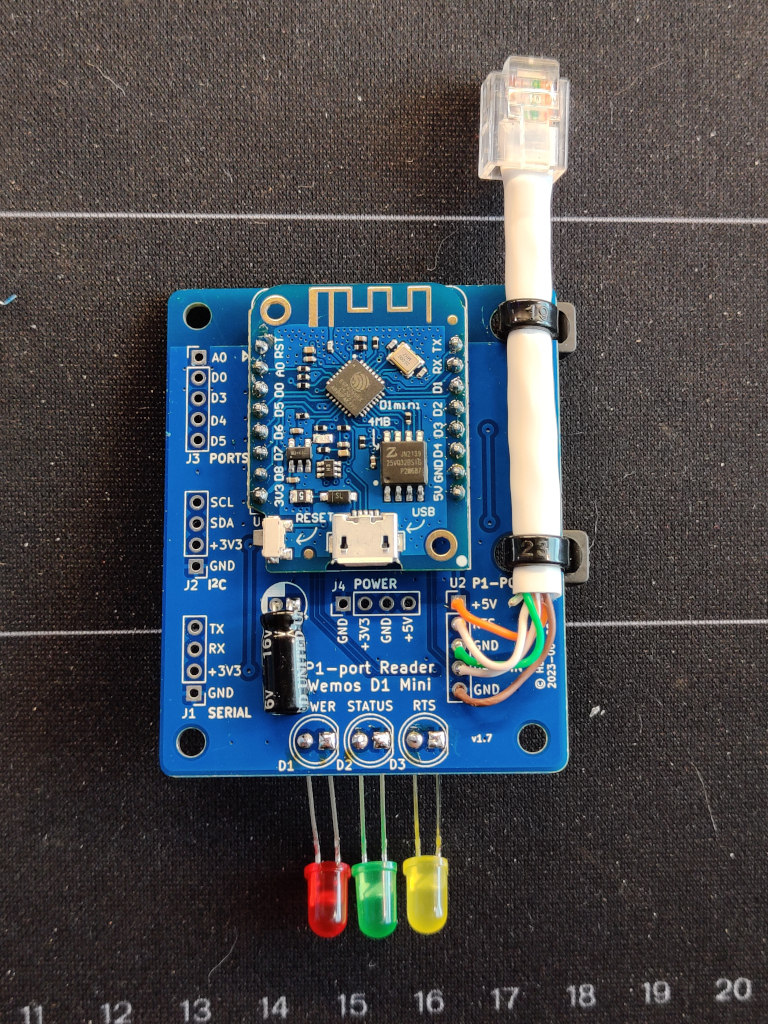 A0
D0
D3
D4
D5
J3 PORTS
RST
A0
D0
D5
D6
D7
D8
3V3
TX
RX
D1
D2
D3
D4
GND
5V
D1mini
4MB
RESET
USB
SCL
SDA
+3V3
GND
J2 I²C
TX
RX
+3V3
GND
J1 SERIAL
J4 POWER
GND
+3V3
GND
+5V
U2 P1-PO
+5V
GND
GND
16V
P1-port Reader
Wemos D1 Mini
WER STATUS RTS
D1 D2 D3
v1.7
11 12 13 14 15 16 17 18 19 20